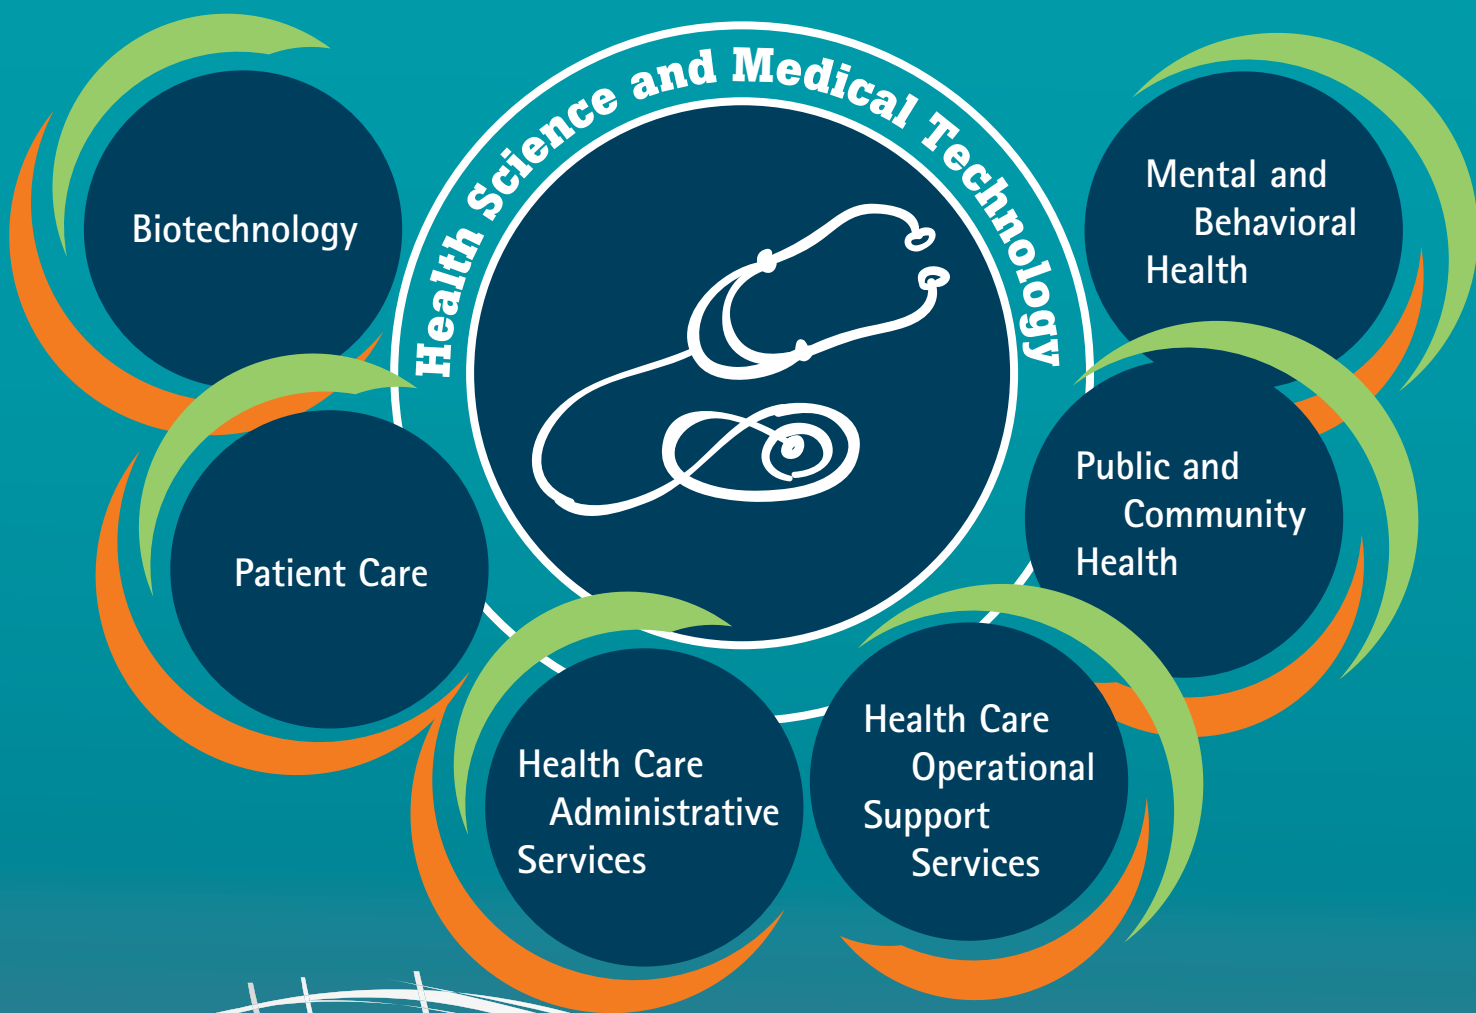 Health Science and Medical Technology
Biotechnology
Patient Care
Health Care
Administrative
Services
Health Care
Operational
Support
Services
Public and
Community
Health
Mental and
Behavioral
Health